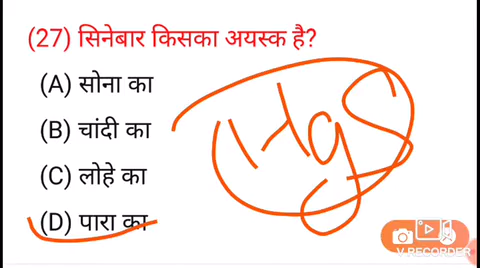 (27) सिनेबार किसका अयस्क है?
(A) सोना का
(B) चांदी का
(C) लोहे का
(D) पारा का
HgS
V RECORDER